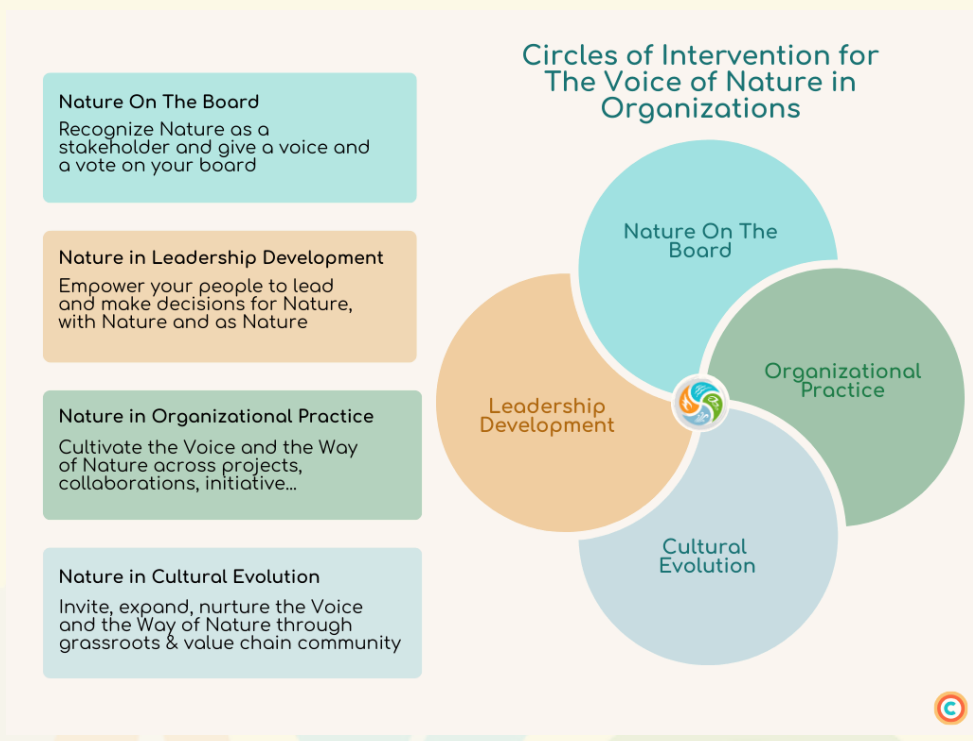 Circles of Intervention for
The Voice of Nature in
Organizations
Nature On The Board
Recognize Nature as a
stakeholder and give a voice and
a vote on your board
Nature in Leadership Development
Empower your people to lead
and make decisions for Nature,
with Nature and as Nature
Nature in Organizational Practice
Cultivate the Voice and the Way
of Nature across projects,
collaborations, initiative...
Nature in Cultural Evolution
Invite, expand, nurture the Voice
and the Way of Nature through
grassroots & value chain community
Nature On The
Board
Organizational
Practice
Leadership
Development
Cultural
Evolution
C